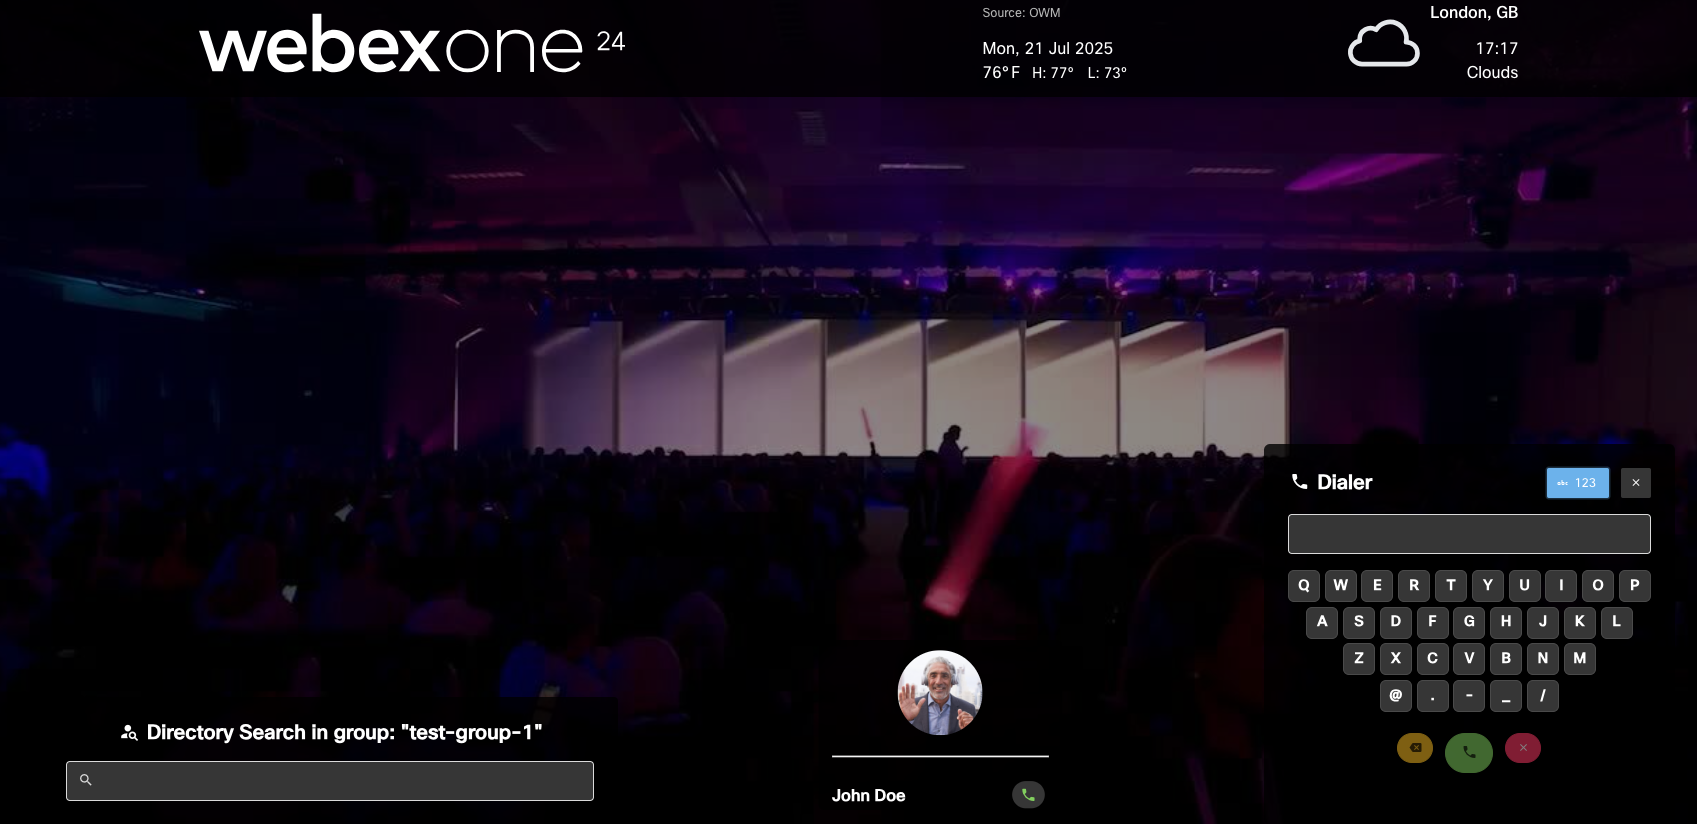 webexone 24
Source: OWM
Mon, 21 Jul 2025
76°F H: 77° L: 73°
London, GB
17:17
Clouds
Dialer
abc 123
Q W E R T Y U I O P
A S D F G H J K L
Z X C V B N M
@ . - _ /
Directory Search in group: "test-group-1"
John Doe